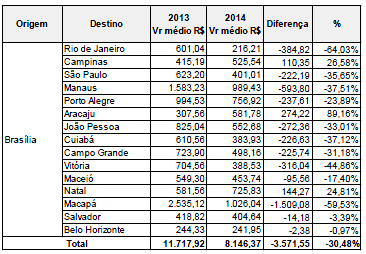 Origem Destino 2013 Vr médio R$ 2014 Vr médio R$ Diferença %
Rio de Janeiro 601,04 216,21 -384,82 -64,03%
Campinas 415,19 525,54 110,35 26,58%
São Paulo 623,20 401,01 -222,19 -35,65%
Manaus 1.583,23 989,43 -593,80 -37,51%
Porto Alegre 994,53 756,92 -237,61 -23,89%
Aracaju 307,56 581,78 274,22 89,16%
João Pessoa 825,04 552,68 -272,36 -33,01%
Cuiabá 610,56 383,93 -226,63 -37,12%
Brasília Campo Grande 723,90 498,16 -225,74 -31,18%
Vitória 704,56 388,53 -316,04 -44,86%
Maceió 549,30 453,74 -95,56 -17,40%
Natal 581,56 725,83 144,27 24,81%
Macapá 2.535,12 1.026,04 -1.509,08 -59,53%
Salvador 418,82 404,64 -14,18 -3,39%
Belo Horizonte 244,33 241,95 -2,38 -0,97%
Total 11.717,92 8.146,37 -3.571,55 -30,48%